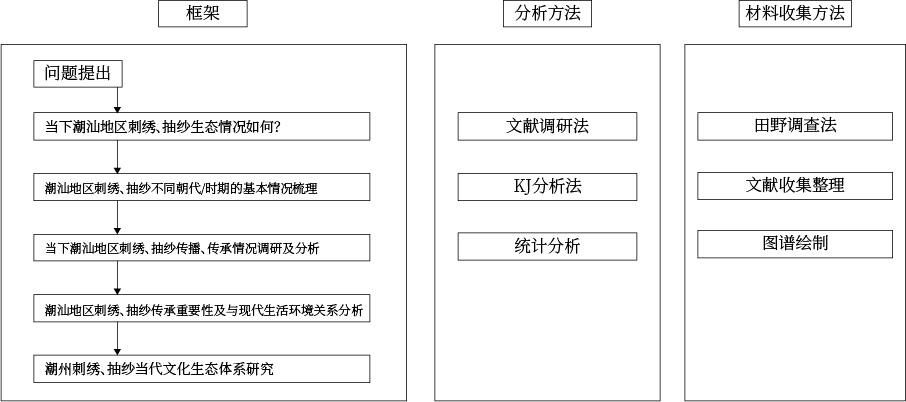 框架
问题提出
当下潮汕地区刺绣、抽纱生态情况如何?
潮汕地区刺绣、抽纱不同朝代/时期的基本情况梳理
当下潮汕地区刺绣、抽纱传播、传承情况调研及分析
潮汕地区刺绣、抽纱传承重要性及与现代生活环境关系分析
潮州刺绣、抽纱当代文化生态体系研究
分析方法
文献调研法
KJ分析法
统计分析
材料收集方法
田野调查法
文献收集整理
图谱绘制